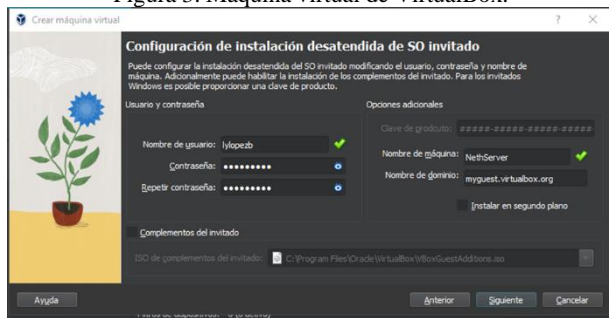 Figura 3. Máquina virtual de VirtualBox.
Crear máquina virtual
Configuración de instalación desatendida de SO invitado
Puede configurar la instalación desatendida del SO invitado modificando el usuario, contraseña y nombre de
máquina. Adicionalmente puede habilitar la instalación de los complementos del invitado. Para los invitados
Windows es posible proporcionar una clave de producto.
Usuario y contraseña
Nombre de usuario: lylopezb
Contraseña: •••••••••
Repetir contraseña: •••••••••
Opciones adicionales
Clave de prodcuto: #####-#####-#####-#####-#####
Nombre de máquina: NethServer
Nombre de dominio: myguest.virtualbox.org
Instalar en segundo plano
Complementos del invitado
ISO de complementos del invitado: C:\Program Files\Oracle\VirtualBox\VBoxGuestAdditions.iso
Ayuda
Anterior Siguiente Cancelar